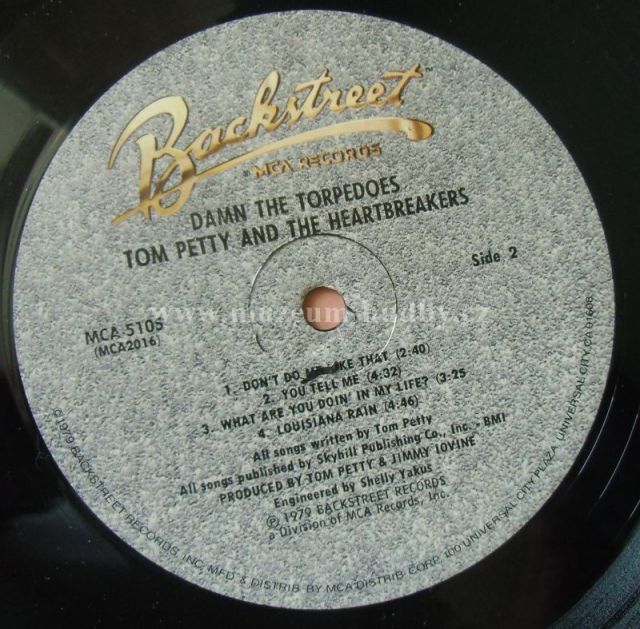 Backstreet™
MCA RECORDS
DAMN THE TORPEDOES
TOM PETTY AND THE HEARTBREAKERS
Side 2
MCA 5105
(MCA2016)
1. DON'T DO ME LIKE THAT (2:40)
2. YOU TELL ME (4:32)
3. WHAT ARE YOU DOIN' IN MY LIFE? (3:25
4. LOUISIANA RAIN (4:46)
All songs written by Tom Petty
All songs published by Skyhill Publishing Co., Inc. - BMI
PRODUCED BY TOM PETTY & JIMMY IOVINE
Engineered by Shelly Yakus
Ⓟ 1979 BACKSTREET RECORDS
a Division of MCA Records, Inc.
©1979 BACKSTREET RECORDS, INC. MFD & DISTRIB. BY MCA DISTRIB. CORP. 100 UNIVERSAL CITY PLAZA, UNIVERSAL CITY, CA 91608